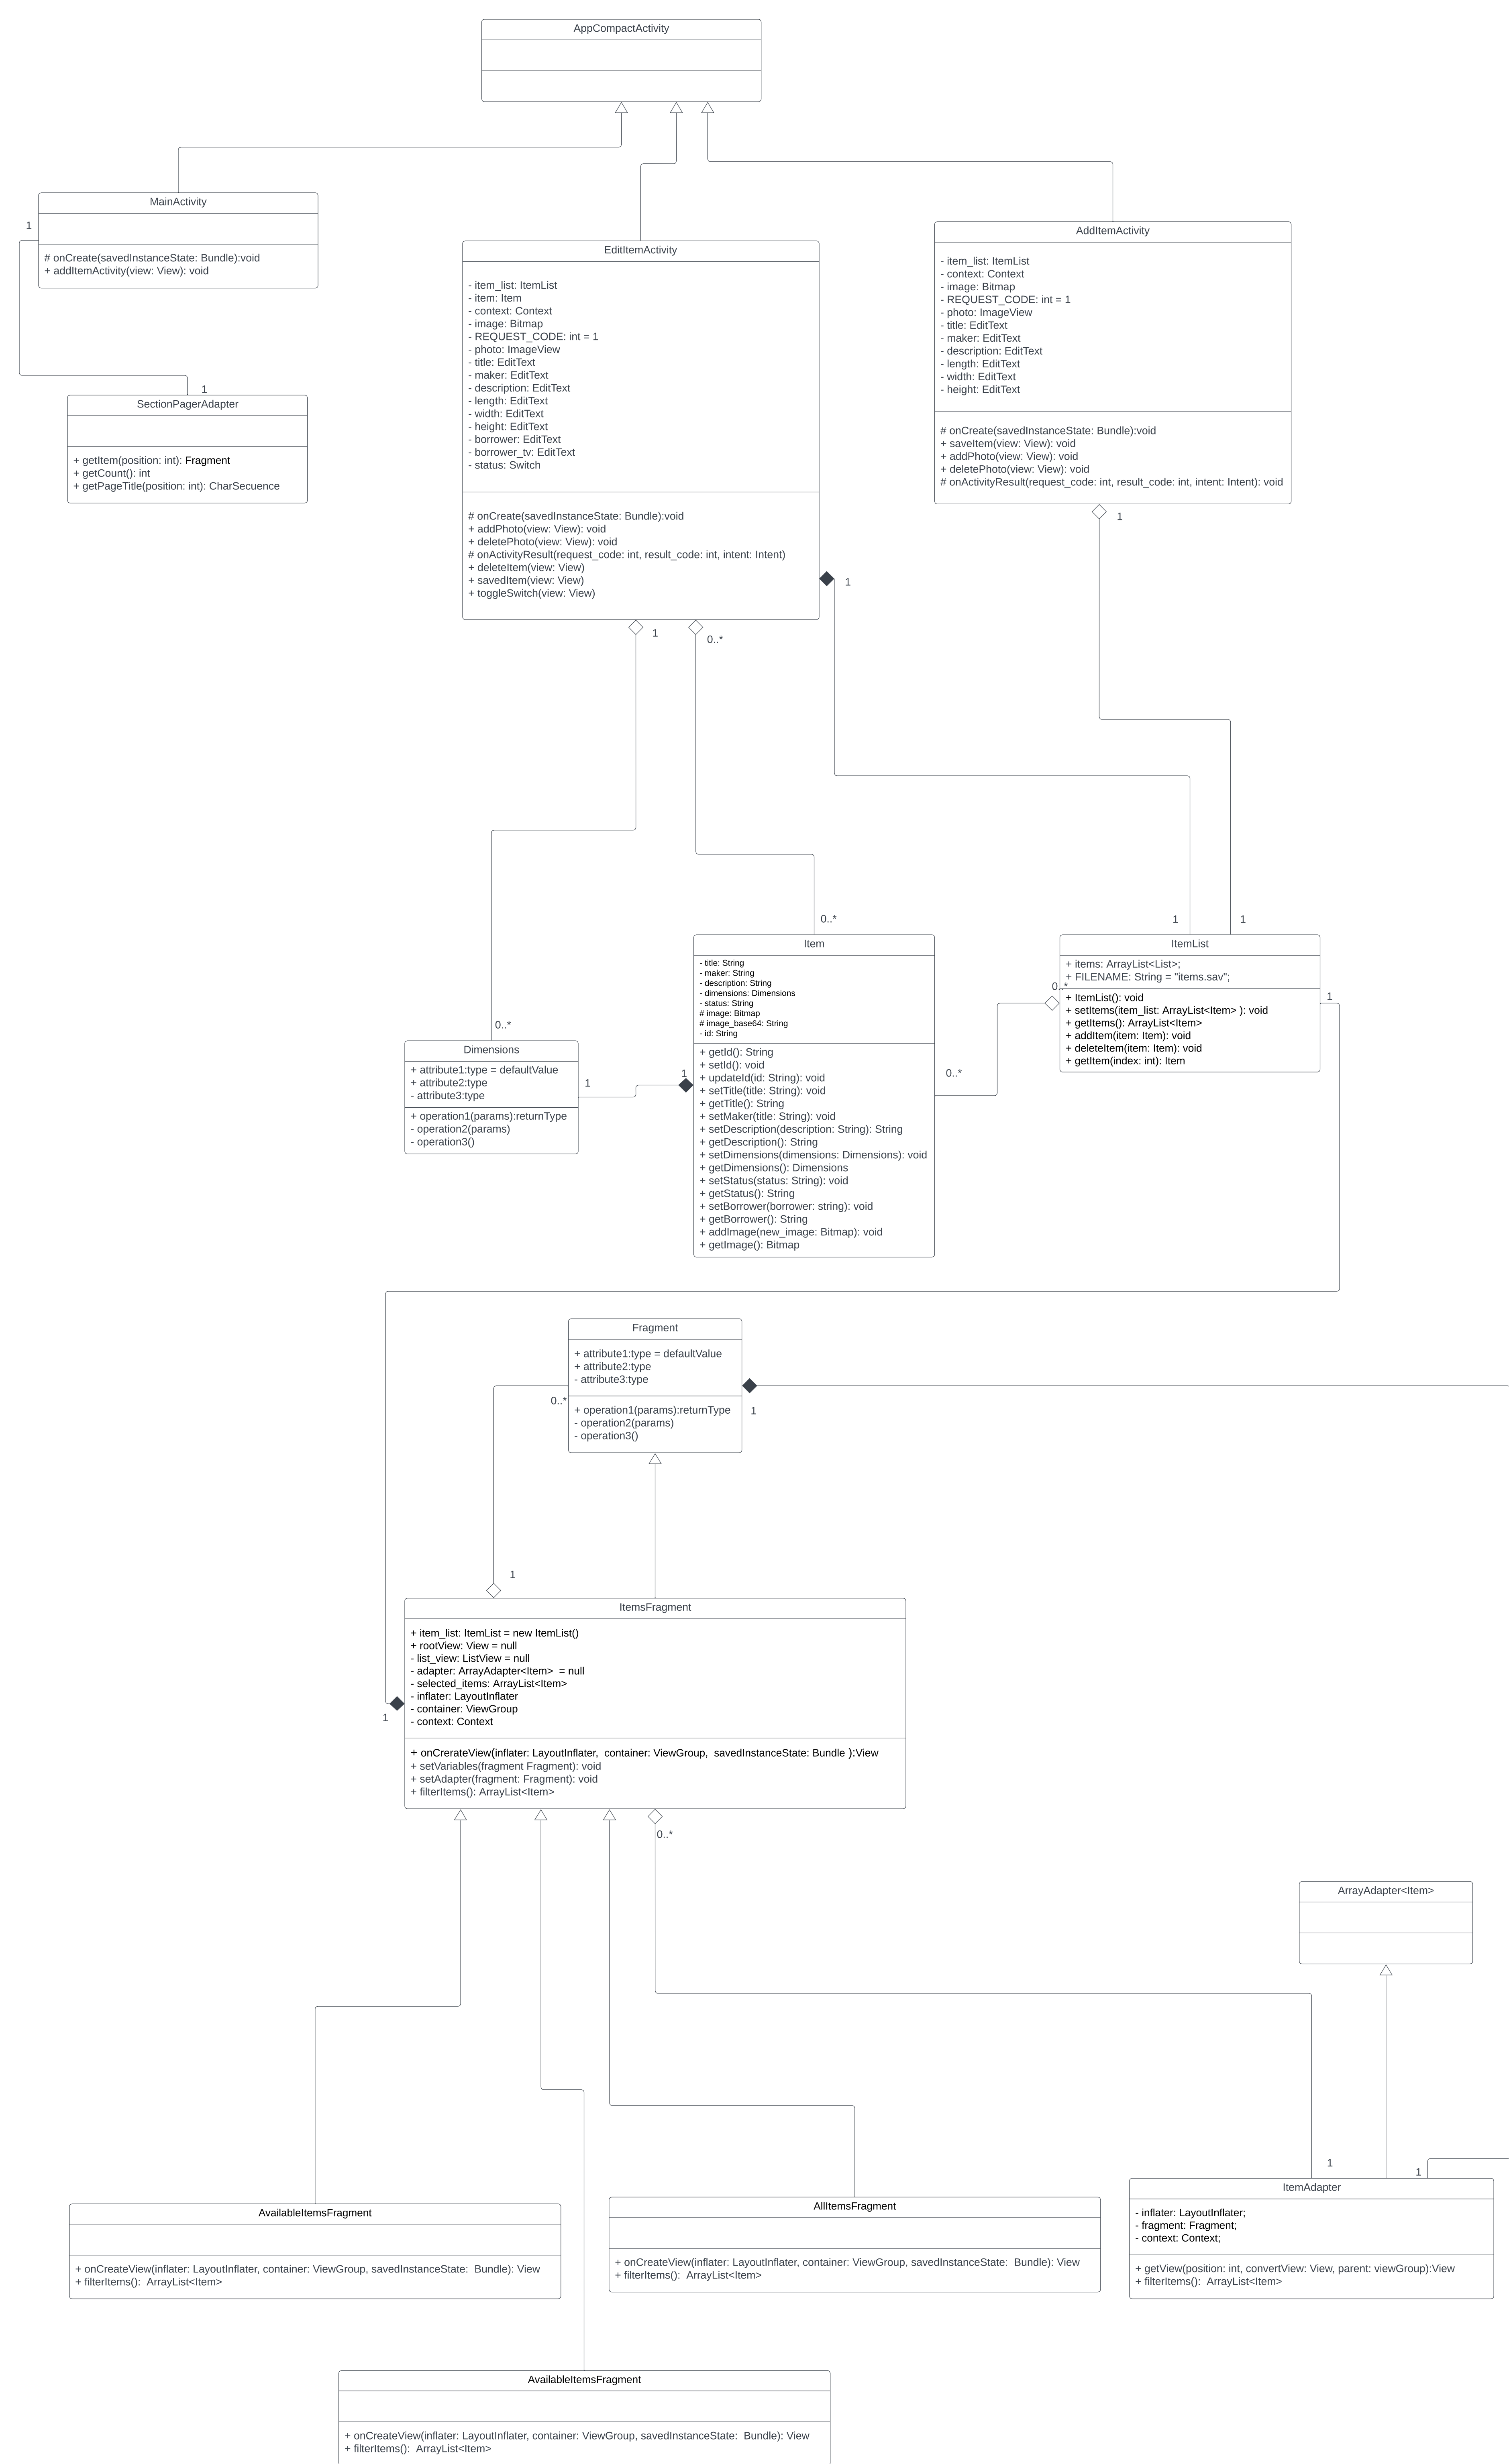 AppCompactActivity
MainActivity
# onCreate(savedInstanceState: Bundle):void
+ addItemActivity(view: View): void
1
1
SectionPagerAdapter
+ getItem(position: int): Fragment
+ getCount(): int
+ getPageTitle(position: int): CharSecuence
EditItemActivity
- item_list: ItemList
- item: Item
- context: Context
- image: Bitmap
- REQUEST_CODE: int = 1
- photo: ImageView
- title: EditText
- maker: EditText
- description: EditText
- length: EditText
- width: EditText
- height: EditText
- borrower: EditText
- borrower_tv: EditText
- status: Switch
# onCreate(savedInstanceState: Bundle):void
+ addPhoto(view: View): void
+ deletePhoto(view: View): void
# onActivityResult(request_code: int, result_code: int, intent: Intent)
+ deleteItem(view: View)
+ savedItem(view: View)
+ toggleSwitch(view: View)
1
1
0..*
AddItemActivity
- item_list: ItemList
- context: Context
- image: Bitmap
- REQUEST_CODE: int = 1
- photo: ImageView
- title: EditText
- maker: EditText
- description: EditText
- length: EditText
- width: EditText
- height: EditText
# onCreate(savedInstanceState: Bundle):void
+ saveItem(view: View): void
+ addPhoto(view: View): void
+ deletePhoto(view: View): void
# onActivityResult(request_code: int, result_code: int, intent: Intent): void
1
0..*
1
1
0..*
Dimensions
+ attribute1:type = defaultValue
+ attribute2:type
- attribute3:type
+ operation1(params):returnType
- operation2(params)
- operation3()
1
1
Item
- title: String
- maker: String
- description: String
- dimensions: Dimensions
- status: String
# image: Bitmap
# image_base64: String
- id: String
+ getId(): String
+ setId(): void
+ updateId(id: String): void
+ setTitle(title: String): void
+ getTitle(): String
+ setMaker(title: String): void
+ setDescription(description: String): String
+ getDescription(): String
+ setDimensions(dimensions: Dimensions): void
+ getDimensions(): Dimensions
+ setStatus(status: String): void
+ getStatus(): String
+ setBorrower(borrower: string): void
+ getBorrower(): String
+ addImage(new_image: Bitmap): void
+ getImage(): Bitmap
0..*
0..*
ItemList
+ items: ArrayList<List>;
+ FILENAME: String = "items.sav";
+ ItemList(): void
+ setItems(item_list: ArrayList<Item> ): void
+ getItems(): ArrayList<Item>
+ addItem(item: Item): void
+ deleteItem(item: Item): void
+ getItem(index: int): Item
1
Fragment
+ attribute1:type = defaultValue
+ attribute2:type
- attribute3:type
+ operation1(params):returnType
- operation2(params)
- operation3()
0..*
1
1
ItemsFragment
+ item_list: ItemList = new ItemList()
+ rootView: View = null
- list_view: ListView = null
- adapter: ArrayAdapter<Item>  = null
- selected_items: ArrayList<Item>
- inflater: LayoutInflater
- container: ViewGroup
- context: Context
+ onCrerateView(inflater: LayoutInflater,  container: ViewGroup,  savedInstanceState: Bundle ):View
+ setVariables(fragment Fragment): void
+ setAdapter(fragment: Fragment): void
+ filterItems(): ArrayList<Item>
1
0..*
ArrayAdapter<Item>
1
1
ItemAdapter
- inflater: LayoutInflater;
- fragment: Fragment;
- context: Context;
+ getView(position: int, convertView: View, parent: viewGroup):View
+ filterItems():  ArrayList<Item>
AvailableItemsFragment
+ onCreateView(inflater: LayoutInflater, container: ViewGroup, savedInstanceState:  Bundle): View
+ filterItems():  ArrayList<Item>
AllItemsFragment
+ onCreateView(inflater: LayoutInflater, container: ViewGroup, savedInstanceState:  Bundle): View
+ filterItems():  ArrayList<Item>
AvailableItemsFragment
+ onCreateView(inflater: LayoutInflater, container: ViewGroup, savedInstanceState:  Bundle): View
+ filterItems():  ArrayList<Item>